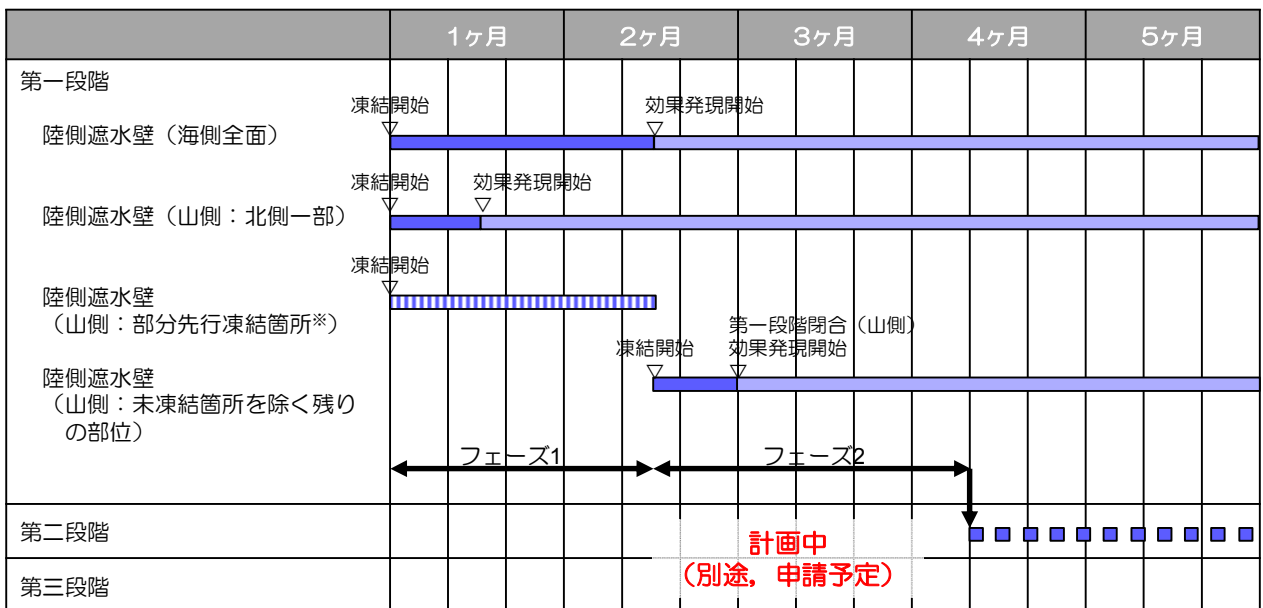 1ヶ月 2ヶ月 3ヶ月 4ヶ月 5ヶ月
第一段階
凍結開始 効果発現開始
▽ ▽
陸側遮水壁（海側全面）
凍結開始 効果発現開始
▽ ▽
陸側遮水壁（山側：北側一部）
凍結開始
▽
陸側遮水壁
（山側：部分先行凍結箇所※）
第一段階閉合（山側）
凍結開始 効果発現開始
▽ ▽
陸側遮水壁
（山側：未凍結箇所を除く残り
の部位）
フェーズ1 フェーズ2
第二段階
計画中
（別途，申請予定）
第三段階